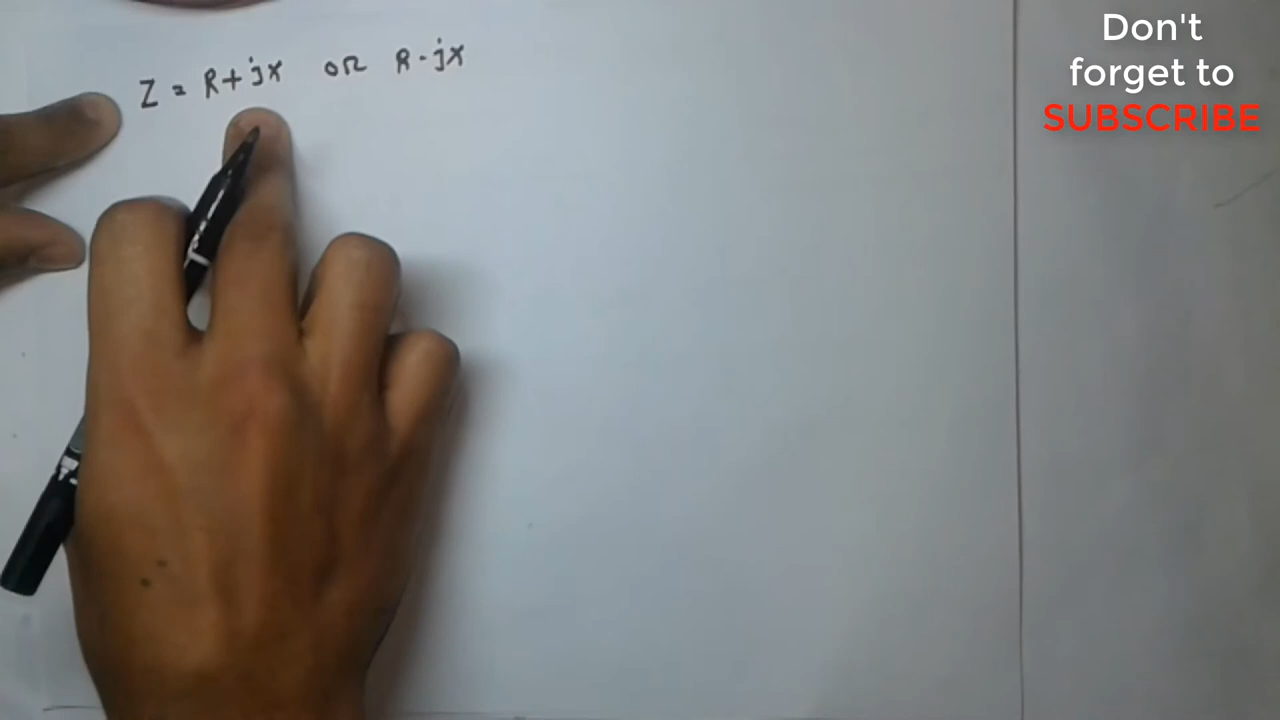 Z = R + jx or R - jx
Don't
forget to
SUBSCRIBE